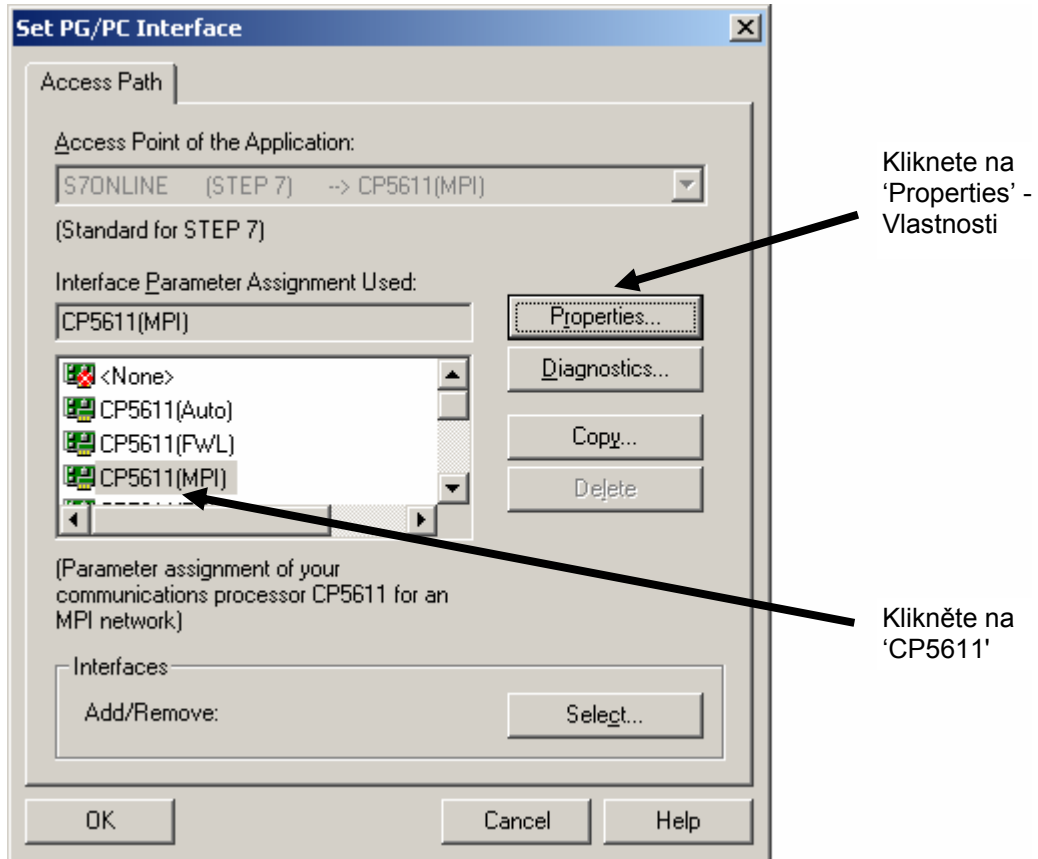 Set PG/PC Interface
Access Path
Access Point of the Application:
S7ONLINE (STEP 7) --> CP5611(MPI)
(Standard for STEP 7)
Interface Parameter Assignment Used:
CP5611(MPI)
<None>
CP5611(Auto)
CP5611(FWL)
CP5611(MPI)
Properties...
Diagnostics...
Copy...
Delete
(Parameter assignment of your
communications processor CP5611 for an
MPI network)
Interfaces
Add/Remove:
Select...
OK
Cancel
Help
Kliknete na
‘Properties’ -
Vlastnosti
Klikněte na
‘CP5611'